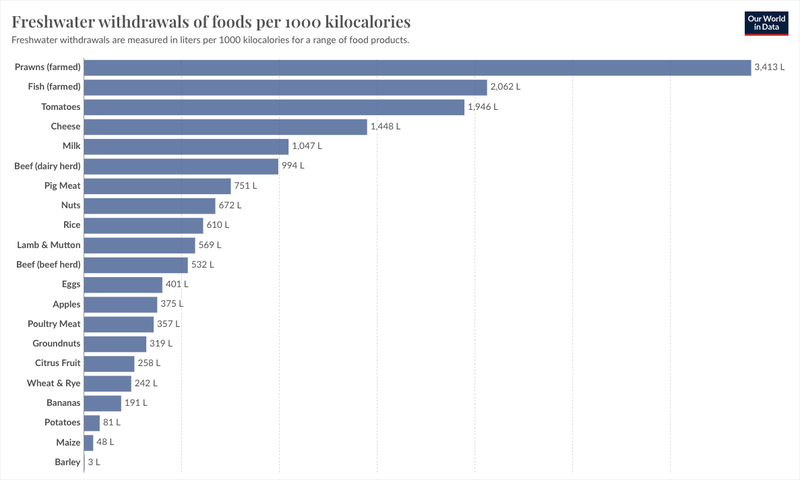 Freshwater withdrawals of foods per 1000 kilocalories
Freshwater withdrawals are measured in liters per 1000 kilocalories for a range of food products.
Our World
in Data
Prawns (farmed) 3,413 L
Fish (farmed) 2,062 L
Tomatoes 1,946 L
Cheese 1,448 L
Milk 1,047 L
Beef (dairy herd) 994 L
Pig Meat 751 L
Nuts 672 L
Rice 610 L
Lamb & Mutton 569 L
Beef (beef herd) 532 L
Eggs 401 L
Apples 375 L
Poultry Meat 357 L
Groundnuts 319 L
Citrus Fruit 258 L
Wheat & Rye 242 L
Bananas 191 L
Potatoes 81 L
Maize 48 L
Barley 3 L